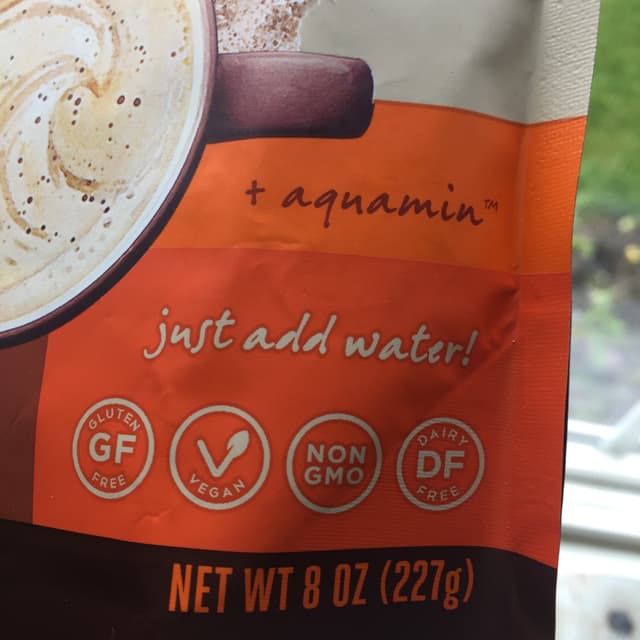 + aquamin™
just add water!
GLUTEN
GF
FREE
V
VEGAN
NON
GMO
DAIRY
DF
FREE
NET WT 8 OZ (227g)